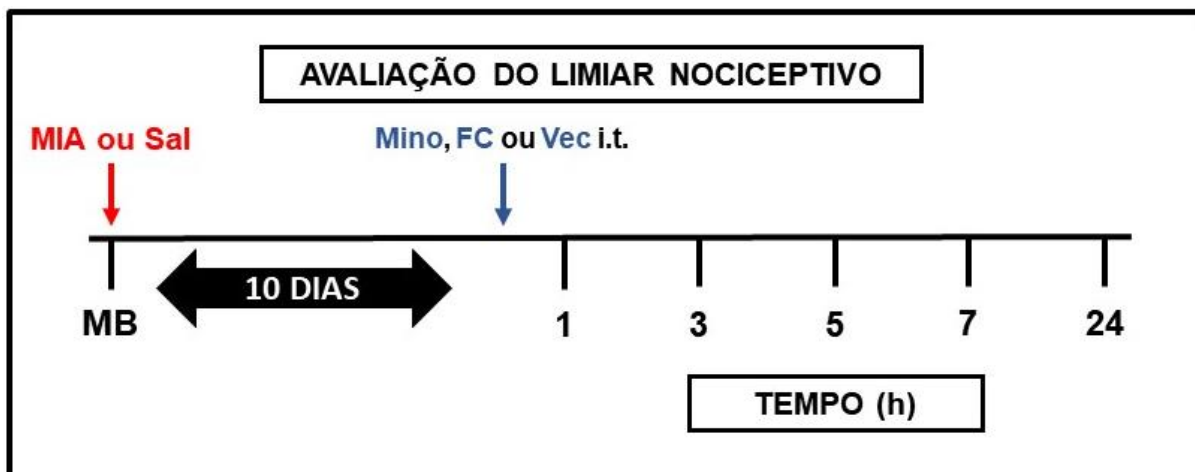 AVALIAÇÃO DO LIMIAR NOCICEPTIVO
MIA ou Sal
Mino, FC ou Vec i.t.
10 DIAS
MB
1
3
5
7
24
TEMPO (h)